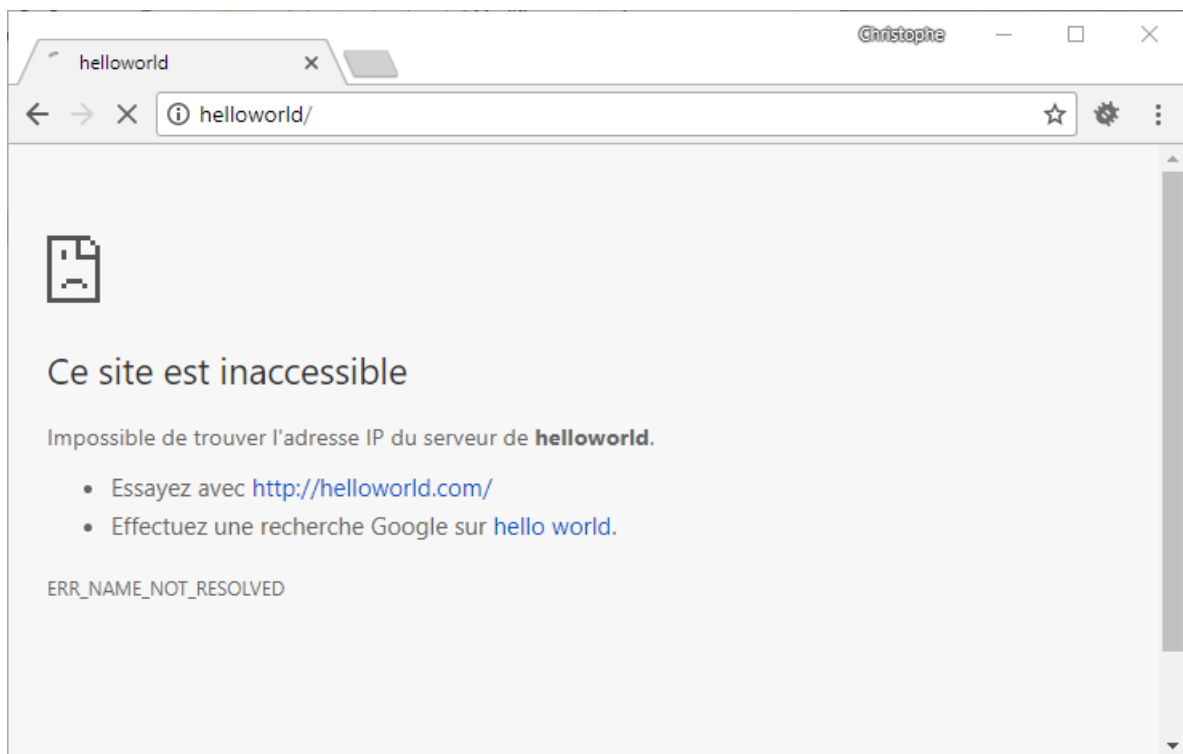 Christophe
helloworld
helloworld/
Ce site est inaccessible
Impossible de trouver l'adresse IP du serveur de helloworld.
Essayez avec http://helloworld.com/
Effectuez une recherche Google sur hello world.
ERR_NAME_NOT_RESOLVED